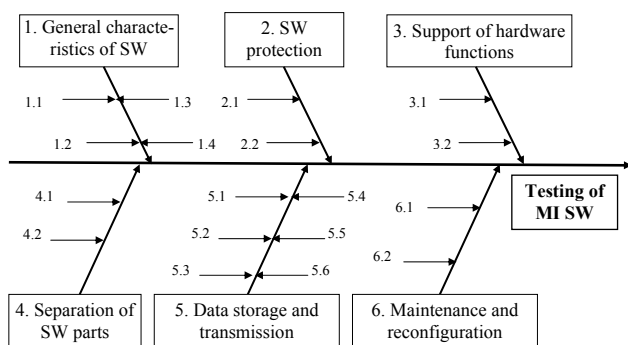 1. General characte-
ristics of SW
2. SW
protection
3. Support of hardware
functions
1.1
1.3
2.1
3.1
1.2
1.4
2.2
3.2
Testing of
MI SW
4.1
5.1
5.4
6.1
4.2
5.2
5.5
6.2
5.3
5.6
4. Separation of
SW parts
5. Data storage and
transmission
6. Maintenance and
reconfiguration